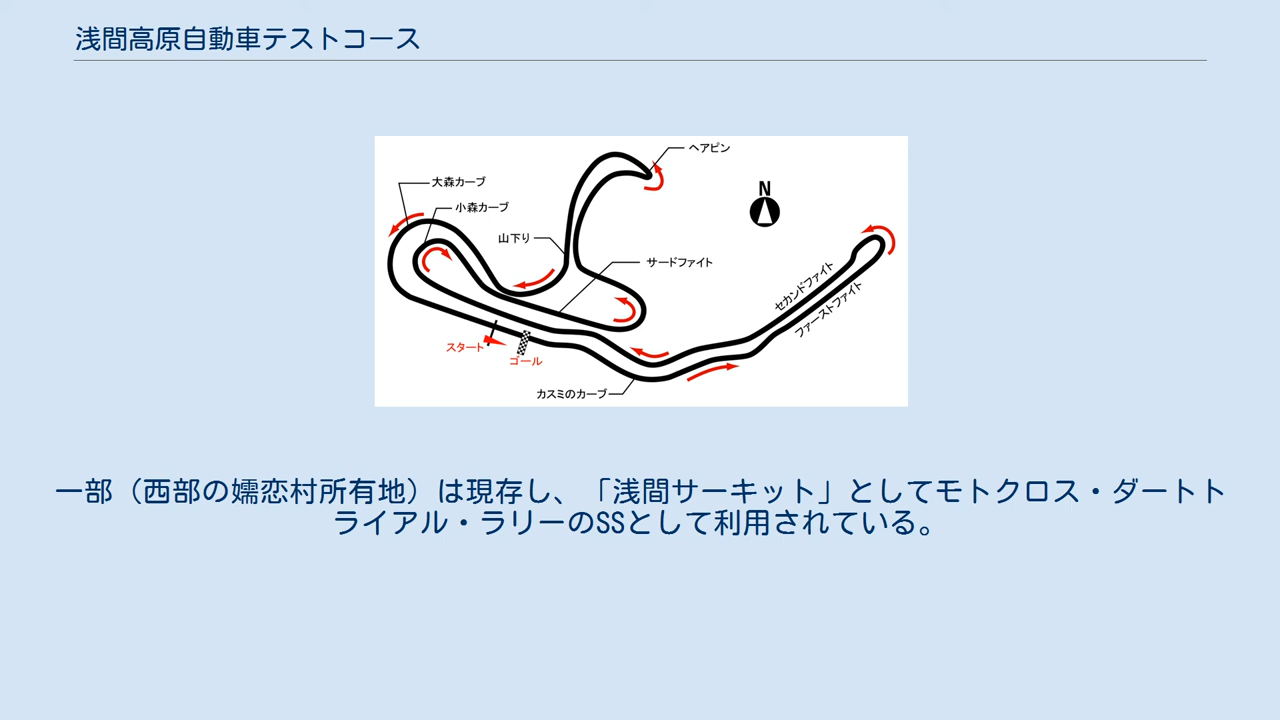 浅間高原自動車テストコース
ヘアピン
大森カーブ
小森カーブ
N
山下り
サードファイト
セカンドファイト
ファーストファイト
スタート
ゴール
カスミのカーブ
一部（西部の嬬恋村所有地）は現存し、「浅間サーキット」としてモトクロス・ダートト
ライアル・ラリーのSSとして利用されている。